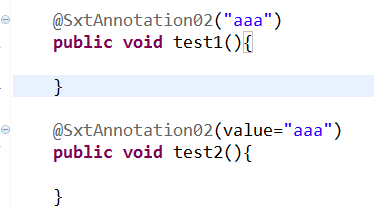 @SxtAnnotation02("aaa")
public void test1(){
}
@SxtAnnotation02(value="aaa")
public void test2(){
}